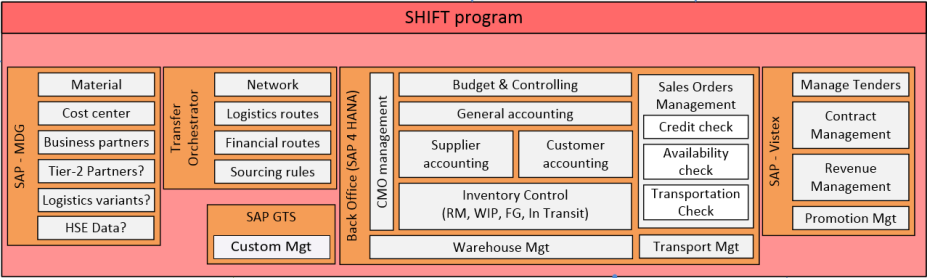 SHIFT program
SAP - MDG
Material
Cost center
Business partners
Tier-2 Partners?
Logistics variants?
HSE Data?
Transfer
Orchestrator
Network
Logistics routes
Financial routes
Sourcing rules
SAP GTS
Custom Mgt
Back Office (SAP 4 HANA)
CMO management
Budget & Controlling
General accounting
Supplier
accounting
Customer
accounting
Inventory Control
(RM, WIP, FG, In Transit)
Warehouse Mgt
Sales Orders
Management
Credit check
Availability
check
Transportation
Check
Transport Mgt
SAP - Vistex
Manage Tenders
Contract
Management
Revenue
Management
Promotion Mgt